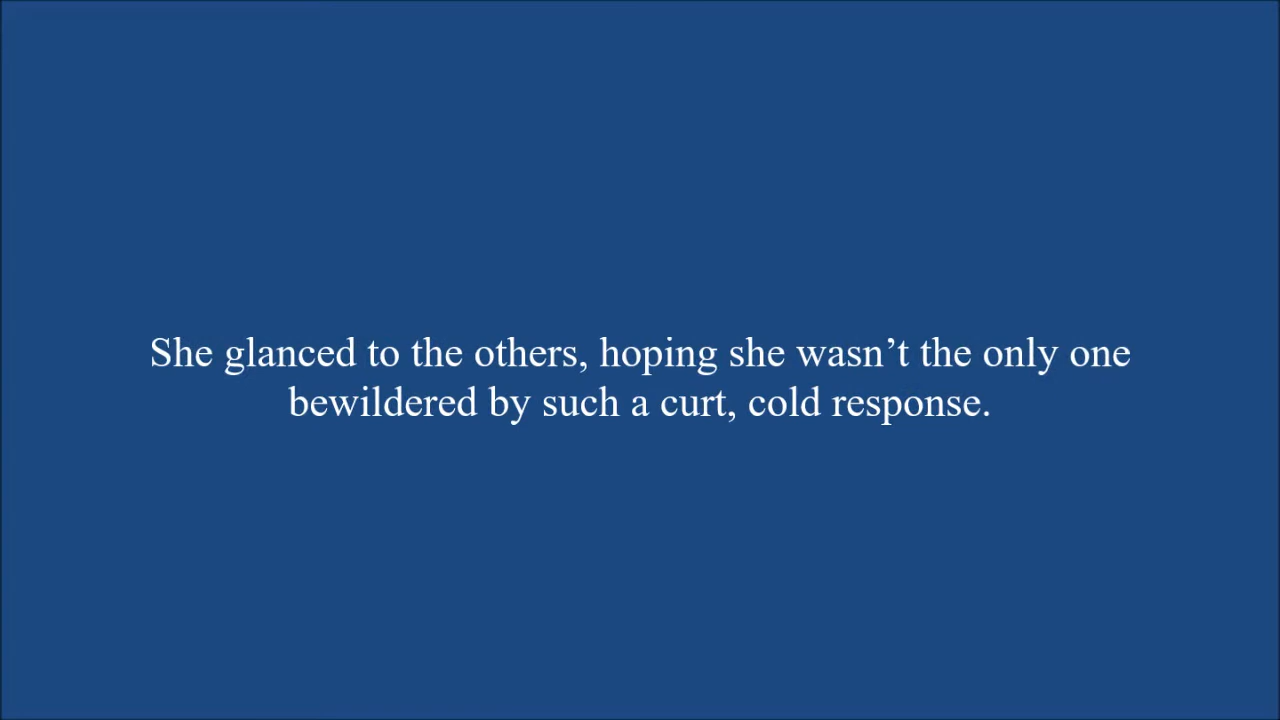 She glanced to the others, hoping she wasn’t the only one
bewildered by such a curt, cold response.